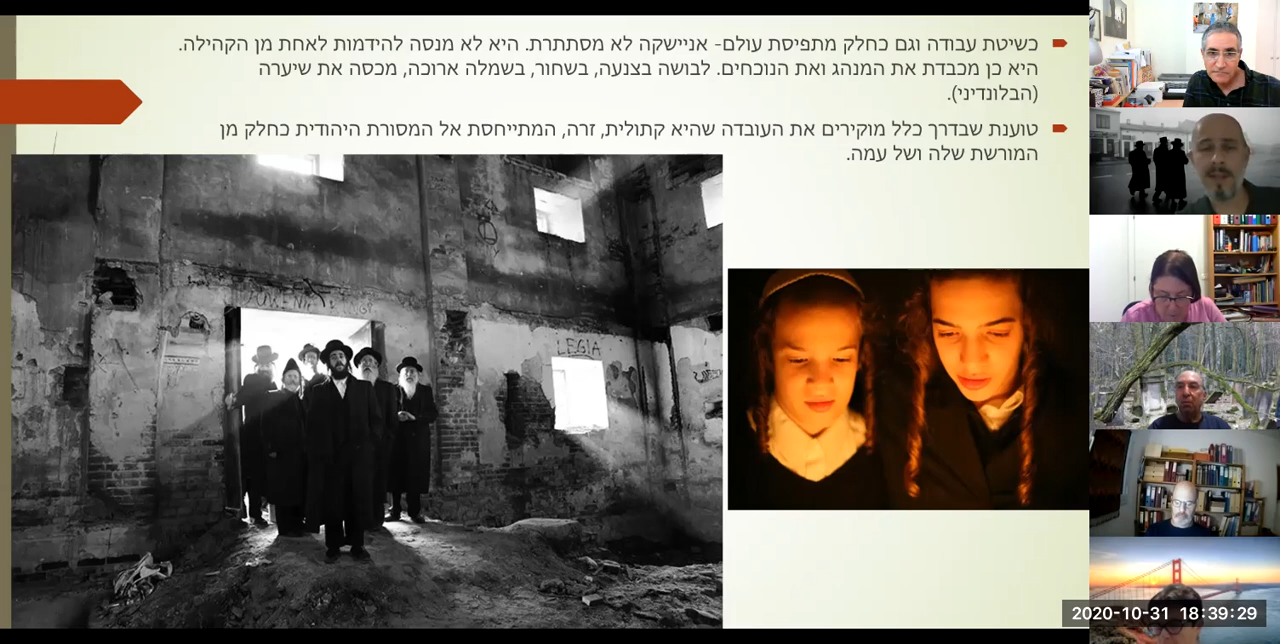 כשיטת עבודה וגם כחלק מתפיסת עולם- אניישקה לא מסתתרת. היא לא מנסה להידמות לאחת מן הקהילה.
היא כן מכבדת את המנהג ואת הנוכחים. לבושה בצנעה, בשחור, בשמלה ארוכה, מכסה את שיערה
(הבלונדיני).
טוענת שבדרך כלל מוקירים את העובדה שהיא קתולית, זרה, המתייחסת אל המסורת היהודית כחלק מן
המורשת שלה ושל עמה.
LEGIA
2020-10-31 18:39:29